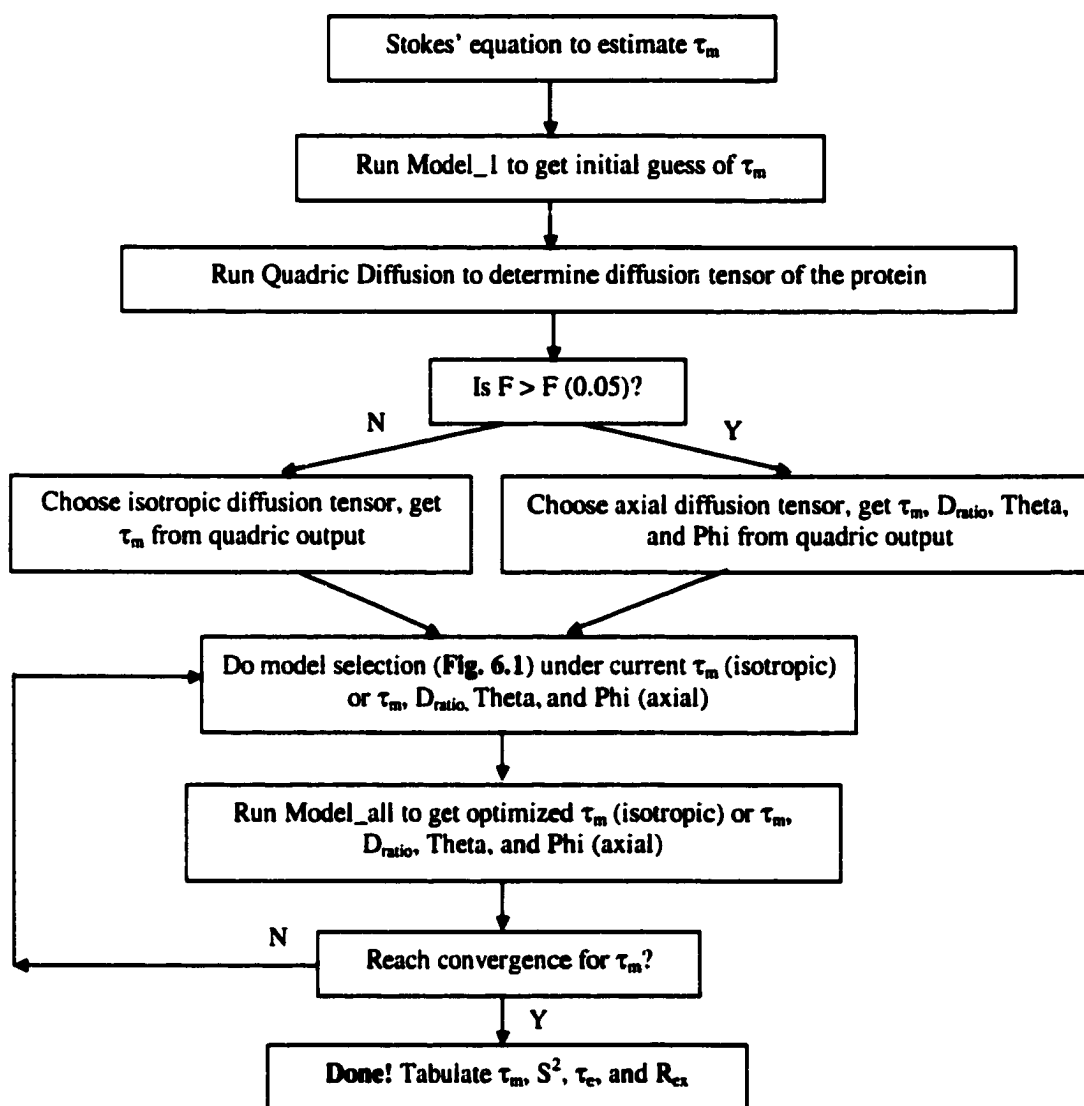 Stokes' equation to estimate τm
Run Model_1 to get initial guess of τm
Run Quadric Diffusion to determine diffusion tensor of the protein
Is F > F (0.05)?
N
Y
Choose isotropic diffusion tensor, get
τm from quadric output
Choose axial diffusion tensor, get τm, Dratio, Theta,
and Phi from quadric output
Do model selection (Fig. 6.1) under current τm (isotropic)
or τm, Dratio, Theta, and Phi (axial)
Run Model_all to get optimized τm (isotropic) or τm,
Dratio, Theta, and Phi (axial)
N
Reach convergence for τm?
Y
Done! Tabulate τm, S², τe, and Rex